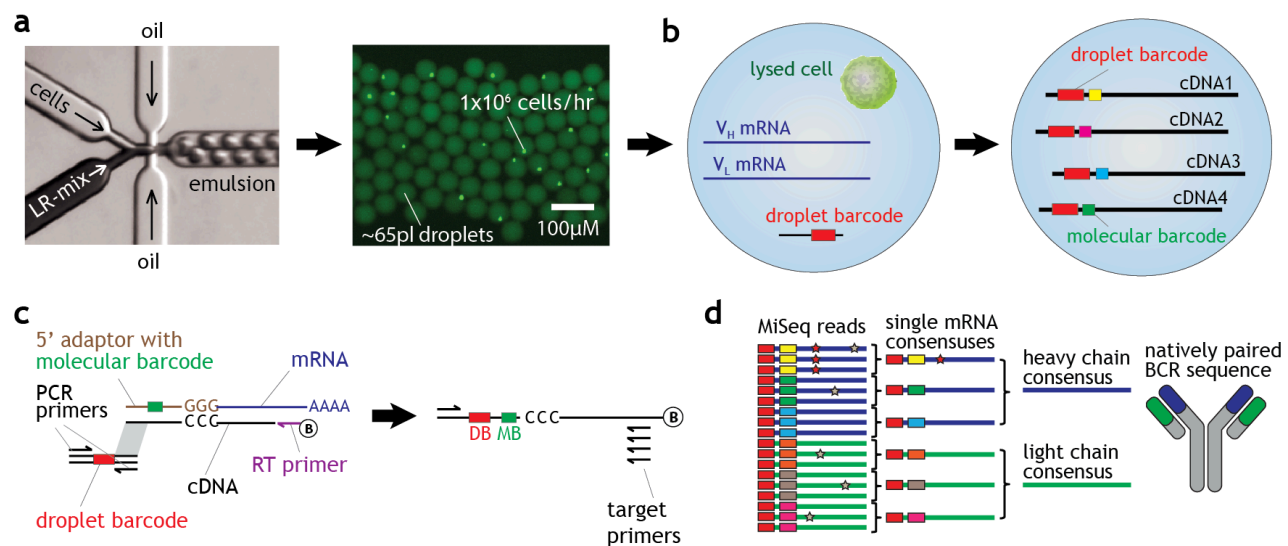 a
oil
cells
LR-mix
emulsion
oil
1x10⁶ cells/hr
~65pl droplets
100µM
b
lysed cell
V_H mRNA
V_L mRNA
droplet barcode
droplet barcode
cDNA1
cDNA2
cDNA3
cDNA4
molecular barcode
c
5’ adaptor with
molecular barcode
mRNA
PCR
primers
GGG
AAAA
CCC
B
RT primer
cDNA
droplet barcode
DB
MB
CCC
B
target
primers
d
MiSeq reads
single mRNA
consensuses
heavy chain
consensus
light chain
consensus
natively paired
BCR sequence